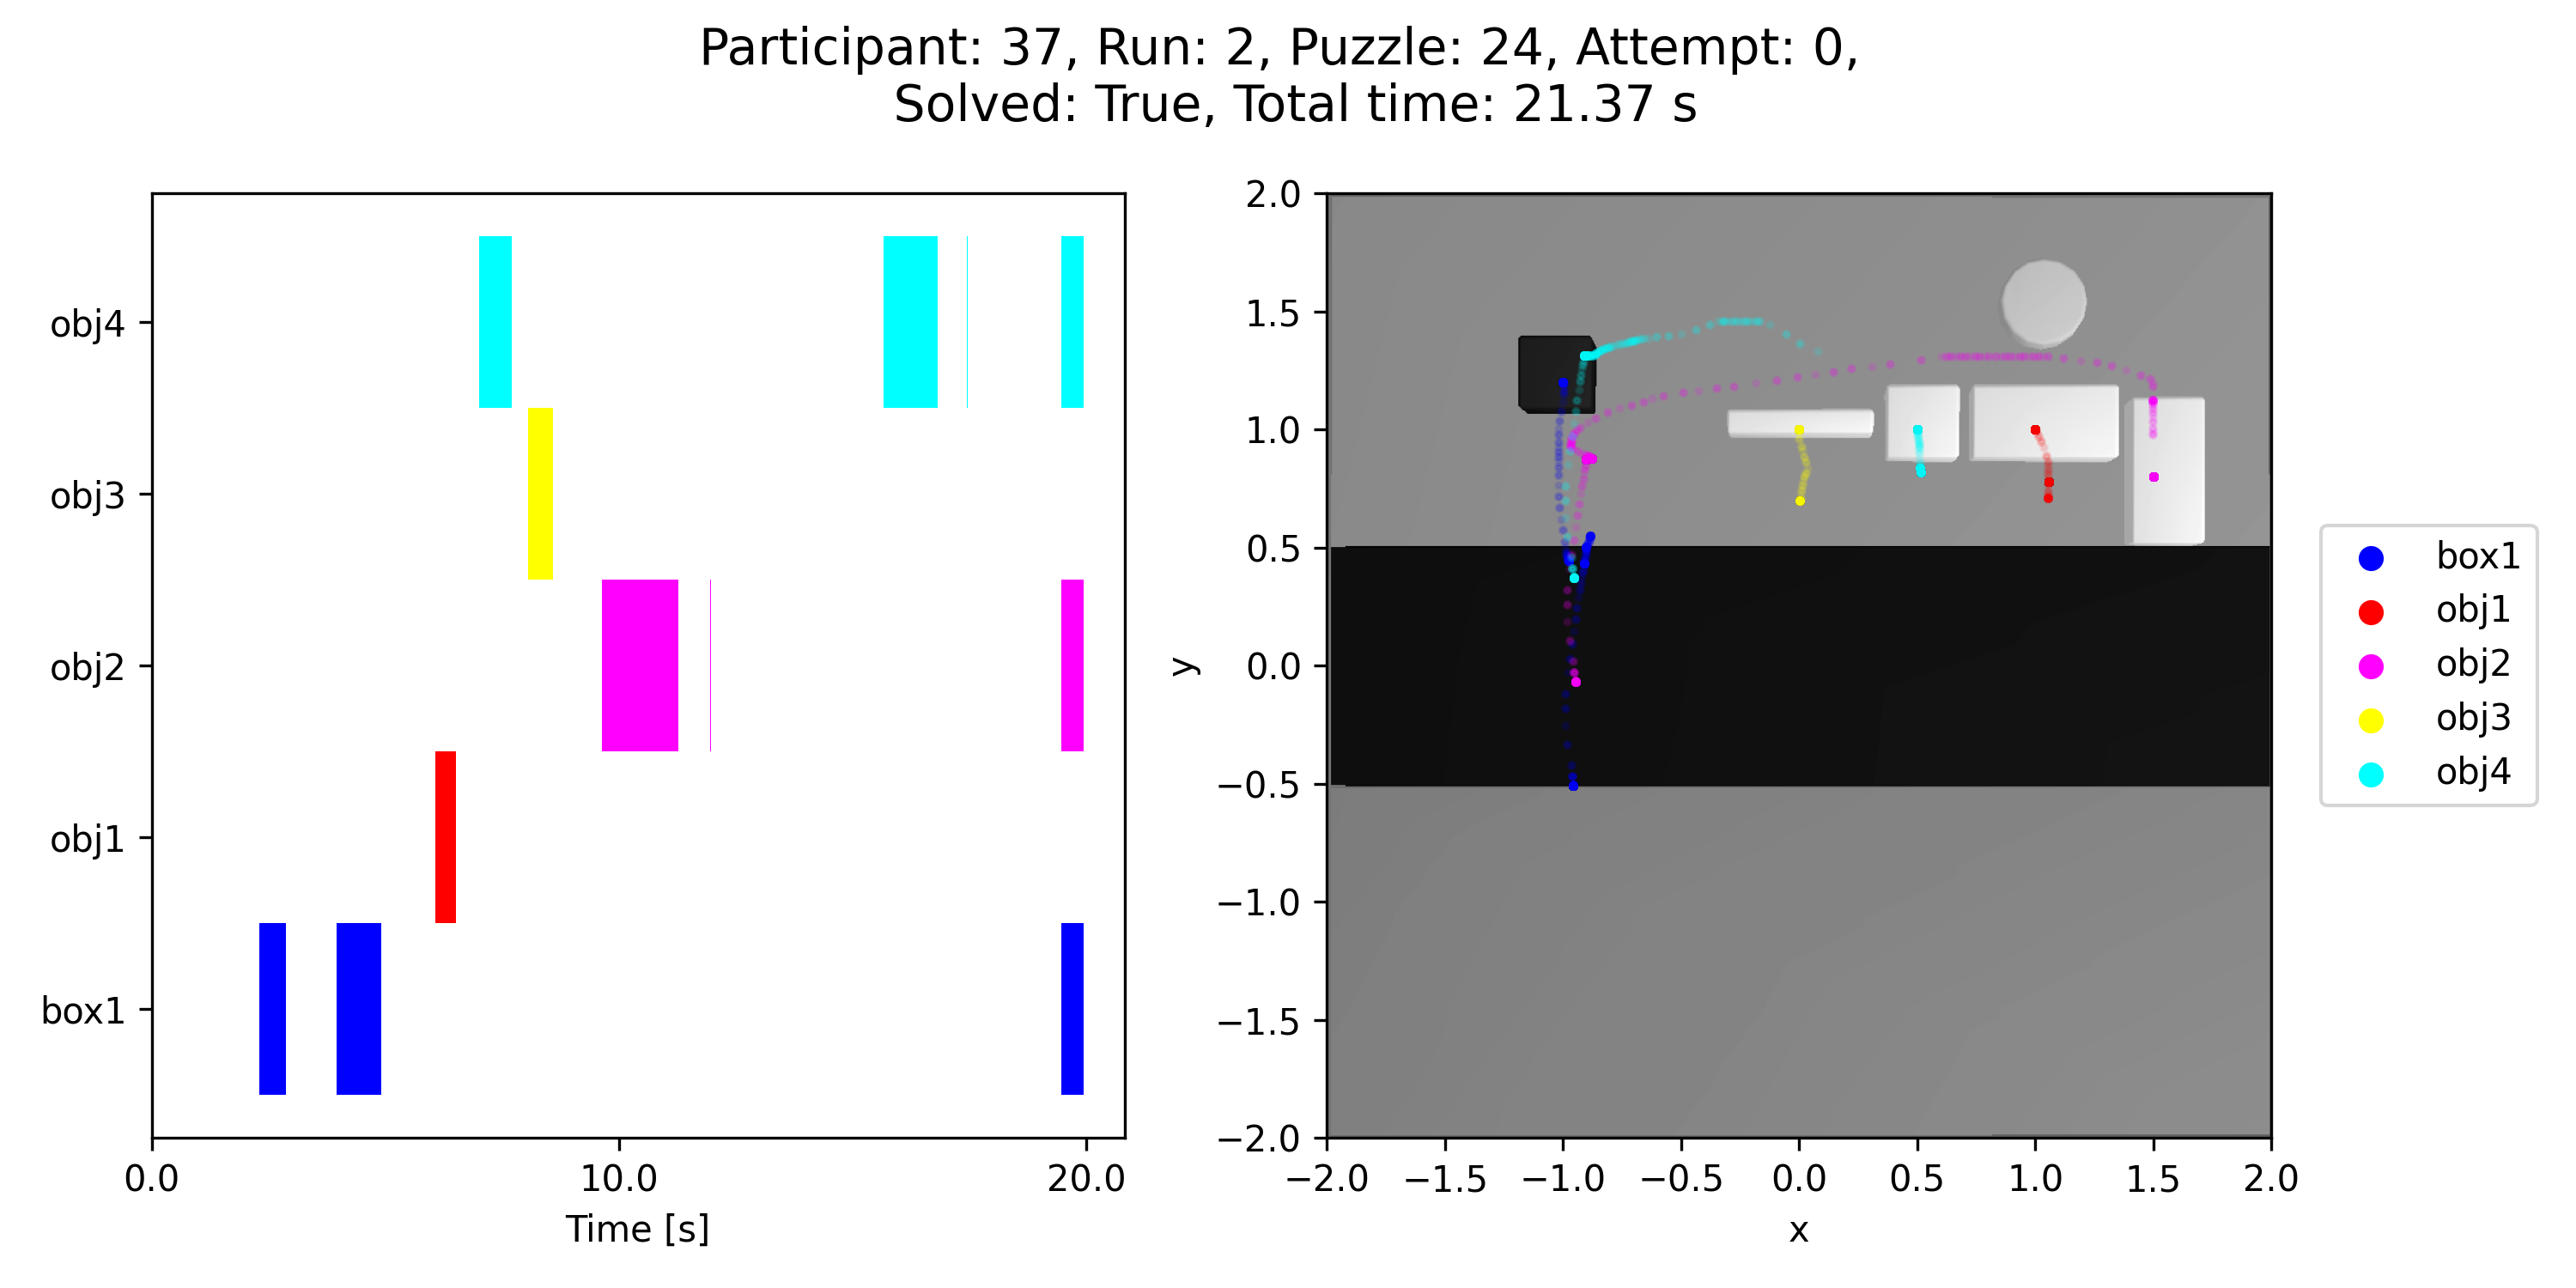 Participant: 37, Run: 2, Puzzle: 24, Attempt: 0,
Solved: True, Total time: 21.37 s
obj4
obj3
obj2
obj1
box1
0.0
10.0
20.0
Time [s]
2.0
1.5
1.0
0.5
0.0
−0.5
−1.0
−1.5
−2.0
y
−2.0
−1.5
−1.0
−0.5
0.0
0.5
1.0
1.5
2.0
x
box1
obj1
obj2
obj3
obj4